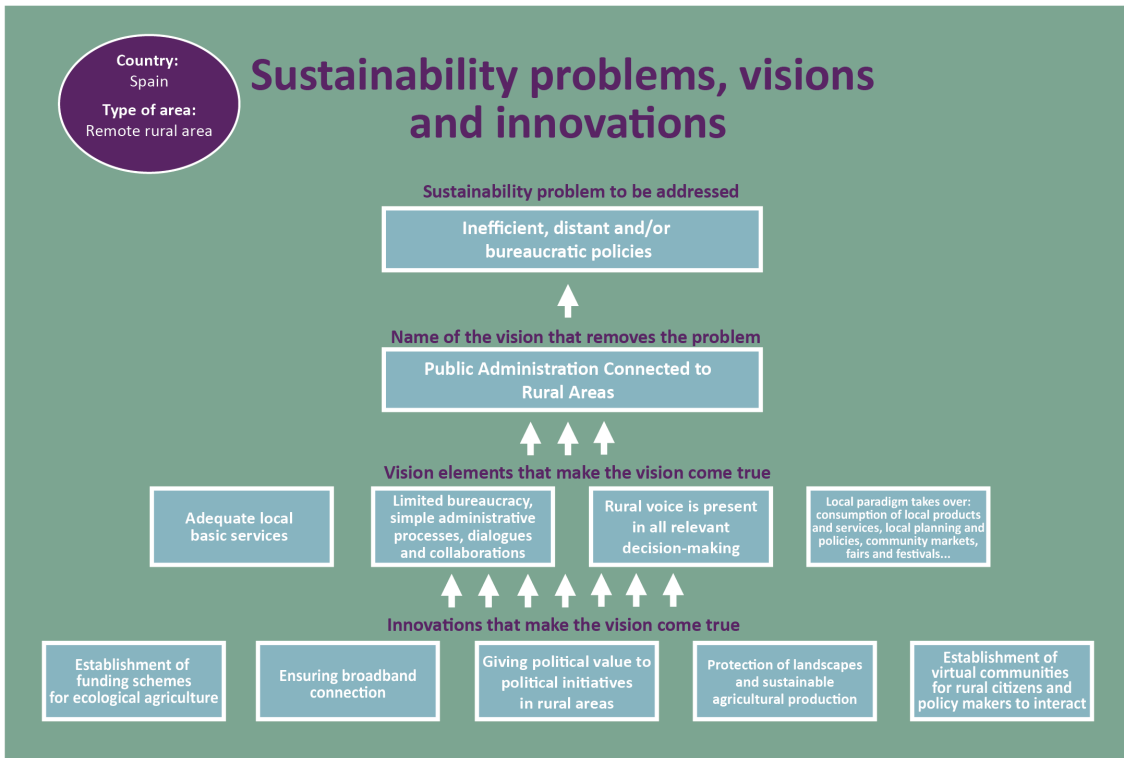 Country:
Spain
Type of area:
Remote rural area
Sustainability problems, visions
and innovations
Sustainability problem to be addressed
Inefficient, distant and/or
bureaucratic policies
Name of the vision that removes the problem
Public Administration Connected to
Rural Areas
Vision elements that make the vision come true
Adequate local
basic services
Limited bureaucracy,
simple administrative
processes, dialogues
and collaborations
Rural voice is present
in all relevant
decision-making
Local paradigm takes over:
consumption of local products
and services, local planning and
policies, community markets,
fairs and festivals...
Innovations that make the vision come true
Establishment of
funding schemes
for ecological agriculture
Ensuring broadband
connection
Giving political value to
political initiatives
in rural areas
Protection of landscapes
and sustainable
agricultural production
Establishment of
virtual communities
for rural citizens and
policy makers to interact